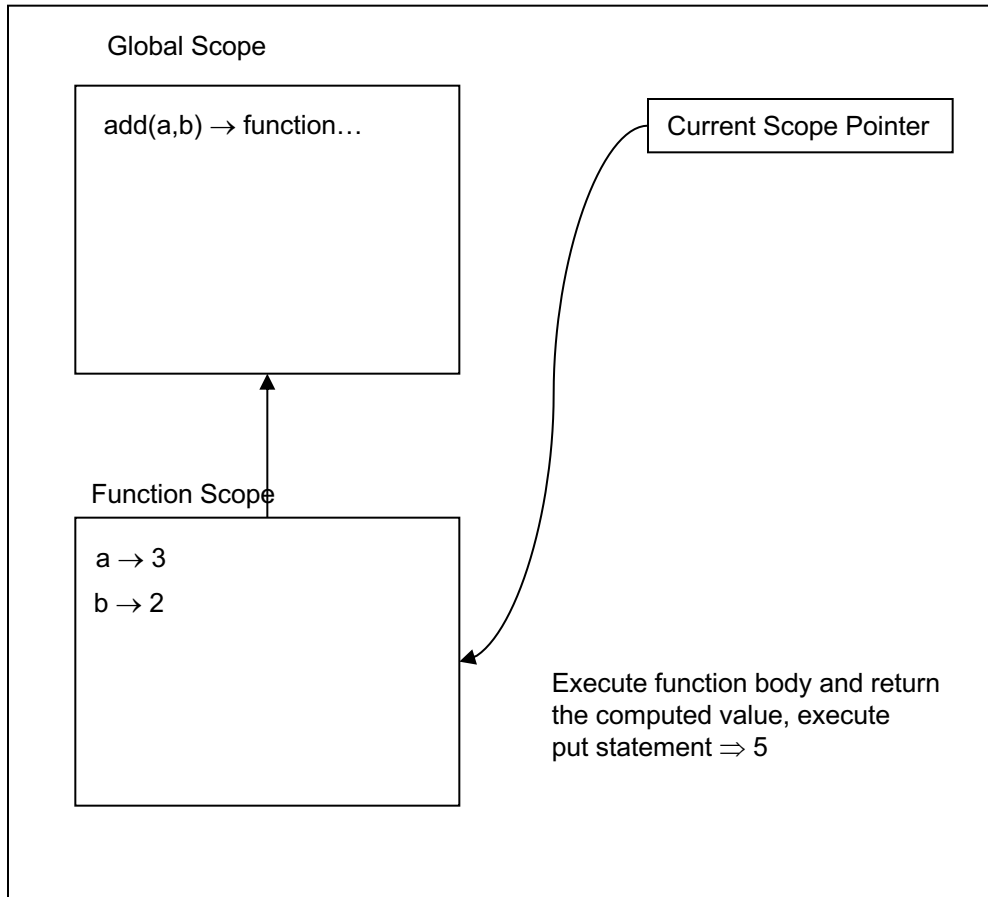 Global Scope
add(a,b) → function…
Current Scope Pointer
Function Scope
a → 3
b → 2
Execute function body and return
the computed value, execute
put statement ⇒ 5